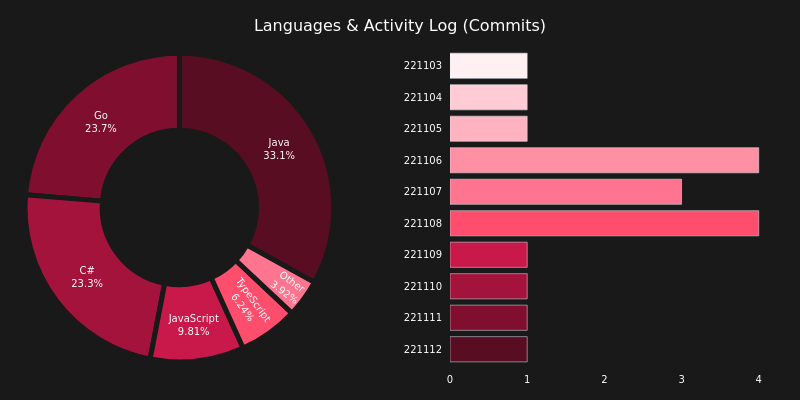 Languages & Activity Log (Commits)
Java
33.1%
Go
23.7%
C#
23.3%
JavaScript
9.81%
TypeScript
6.24%
Other
3.92%
221103
221104
221105
221106
221107
221108
221109
221110
221111
221112
0 1 2 3 4